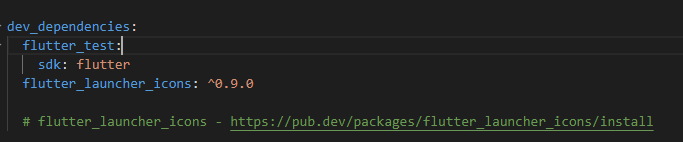 dev_dependencies:
flutter_test:
sdk: flutter
flutter_launcher_icons: ^0.9.0
# flutter_launcher_icons - https://pub.dev/packages/flutter_launcher_icons/install